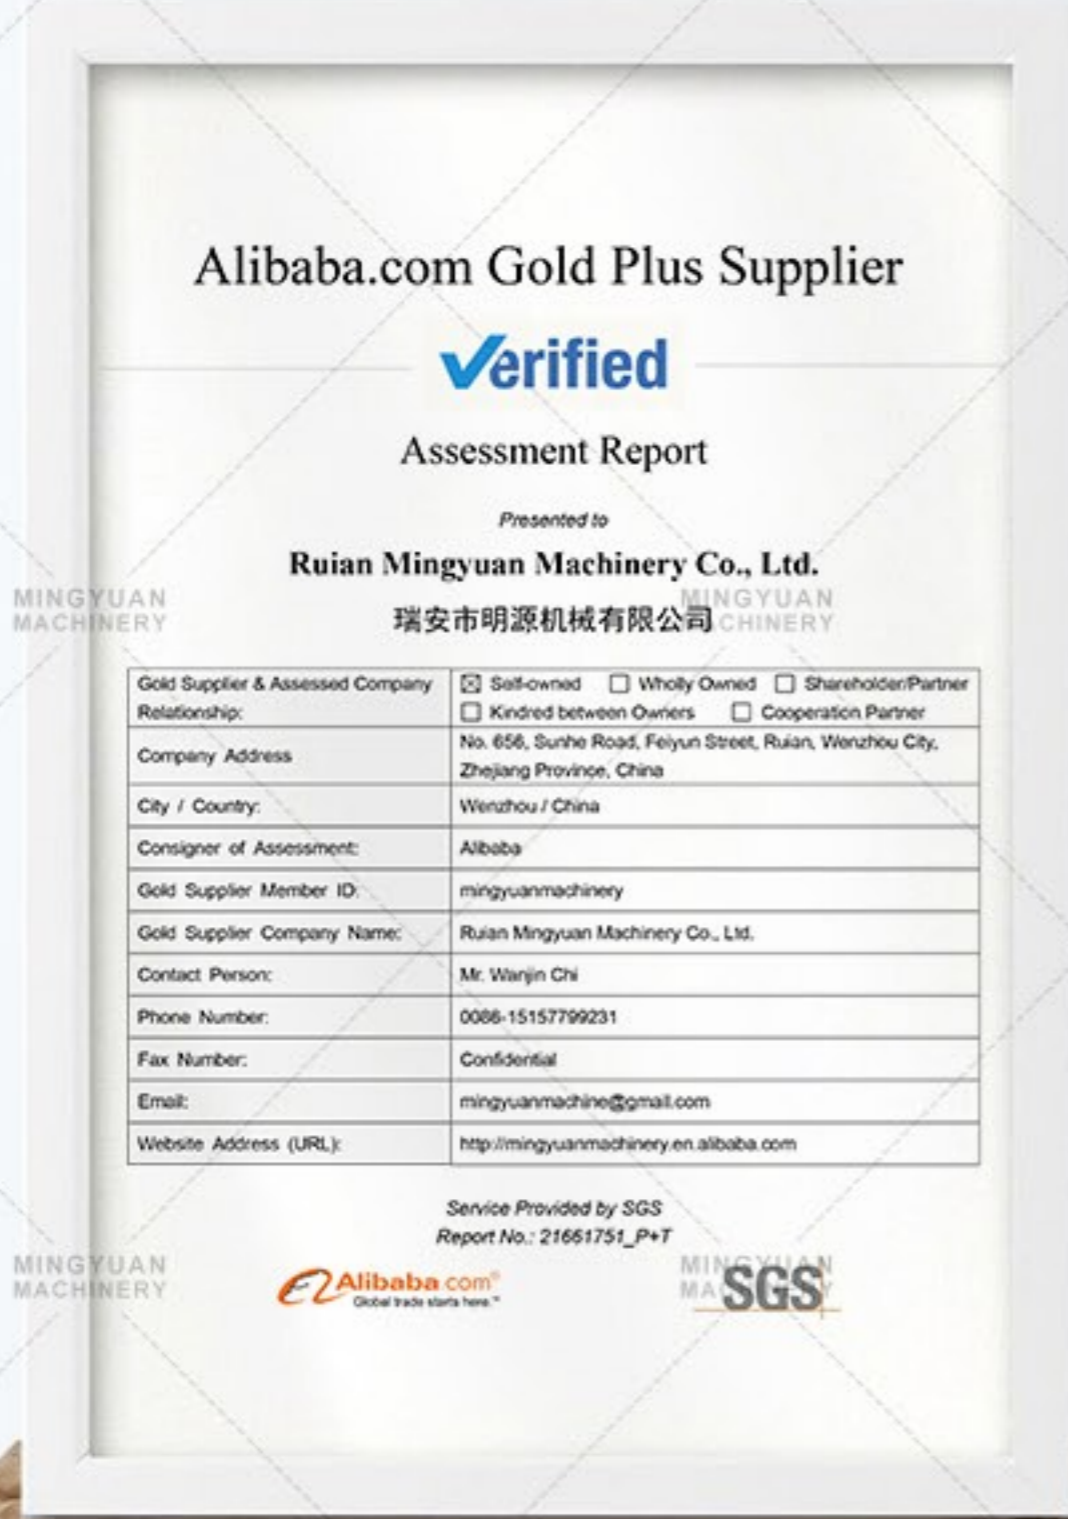 Alibaba.com Gold Plus Supplier
Verified
Assessment Report
Presented to
Ruian Mingyuan Machinery Co., Ltd.
瑞安市明源机械有限公司
MINGYUAN
MACHINERY
MINGYUAN
MACHINERY
Gold Supplier & Assessed Company
Relationship:
☒ Self-owned ☐ Wholly Owned ☐ Shareholder/Partner
☐ Kindred between Owners ☐ Cooperation Partner
Company Address
No. 656, Sunhe Road, Feiyun Street, Ruian, Wenzhou City,
Zhejiang Province, China
City / Country: Wenzhou / China
Consigner of Assessment: Alibaba
Gold Supplier Member ID: mingyuanmachinery
Gold Supplier Company Name: Ruian Mingyuan Machinery Co., Ltd.
Contact Person: Mr. Wanjin Chi
Phone Number: 0086-15157799231
Fax Number: Confidential
Email: mingyuanmachine@gmail.com
Website Address (URL): http://mingyuanmachinery.en.alibaba.com
Service Provided by SGS
Report No.: 21661751_P+T
MINGYUAN
MACHINERY
Alibaba.com®
Global trade starts here.™
MINGYUAN
MACHINERY
SGS